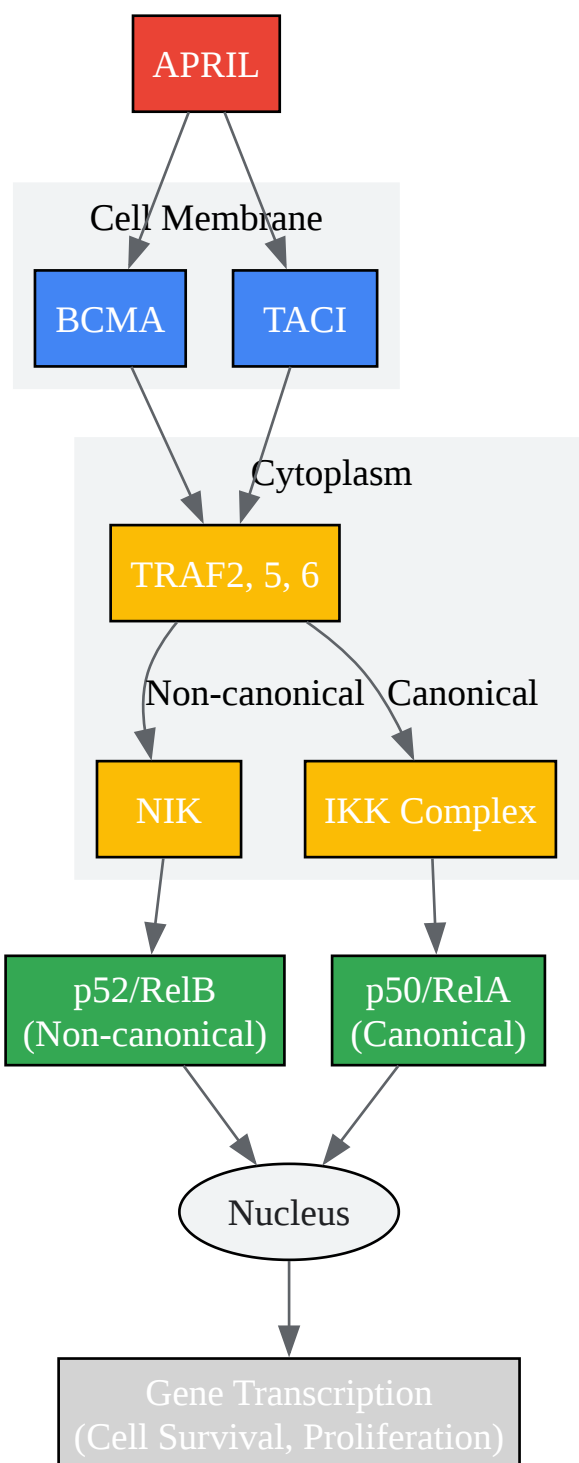 APRIL
Cell Membrane
BCMA
TACI
Cytoplasm
TRAF2, 5, 6
Non-canonical
Canonical
NIK
IKK Complex
p52/RelB
(Non-canonical)
p50/RelA
(Canonical)
Nucleus
Gene Transcription
(Cell Survival, Proliferation)